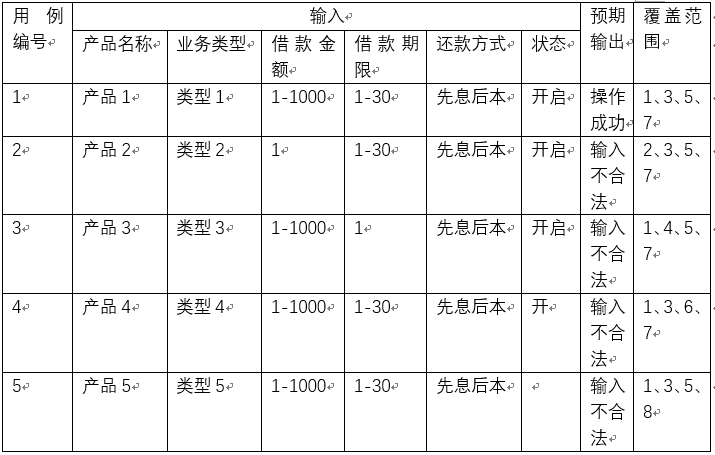 用例 输入 预期 覆盖范
编号 输出 围
产品名称 业务类型 借款金 借款期 还款方式 状态
额 限
1 产品1 类型1 1-1000 1-30 先息后本 开启 操作 1、3、5、
成功 7
2 产品2 类型2 1 1-30 先息后本 开启 输入 2、3、5、
不合 7
法
3 产品3 类型3 1-1000 1 先息后本 开启 输入 1、4、5、
不合 7
法
4 产品4 类型4 1-1000 1-30 先息后本 开 输入 1、3、6、
不合 7
法
5 产品5 类型5 1-1000 1-30 先息后本 输入 1、3、5、
不合 8
法